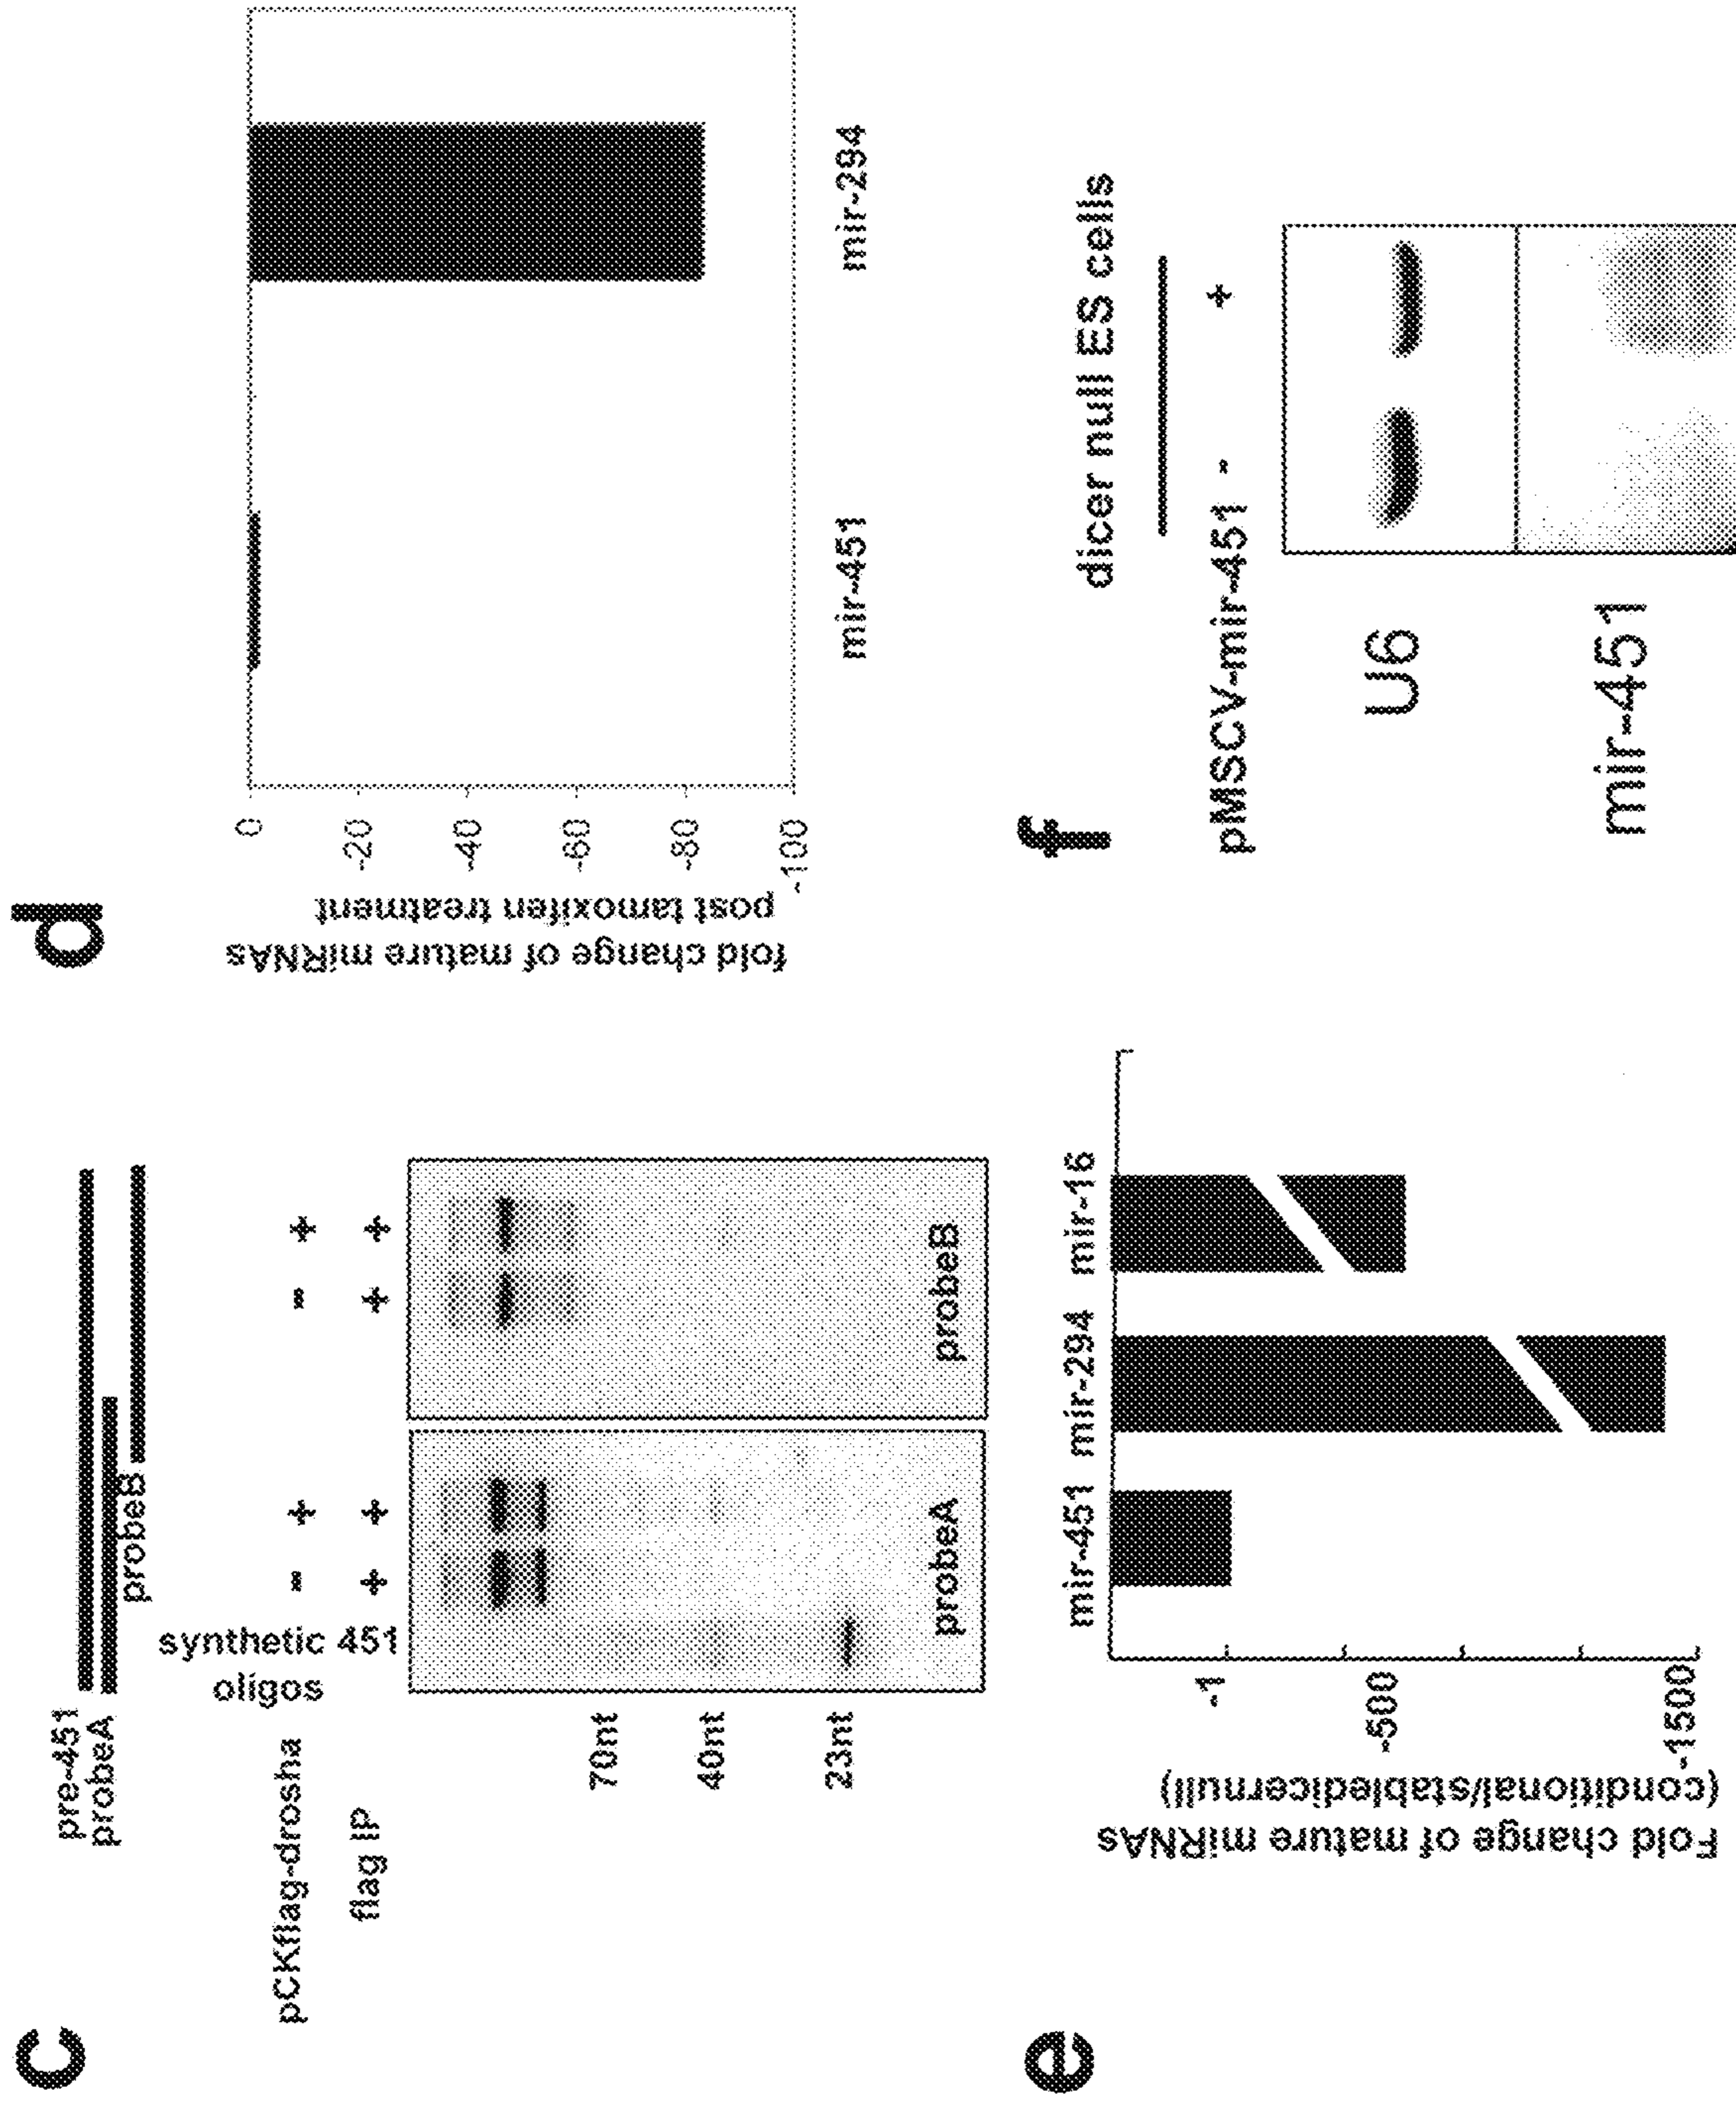 c
pre-451
probeA
probeB
pCKflag-drosha - + - +
flag IP + + + +
synthetic 451
oligos
70nt
40nt
23nt
probeA
probeB
d
fold change of mature miRNAs
post tamoxifen treatment
0
-20
-40
-60
-80
-100
mir-451
mir-294
e
Fold change of mature miRNAs
(conditional/stabledicernull)
mir-451 mir-294 mir-16
-1
-500
-1500
f
dicer null ES cells
pMSCV-mir-451 - +
U6
mir-451